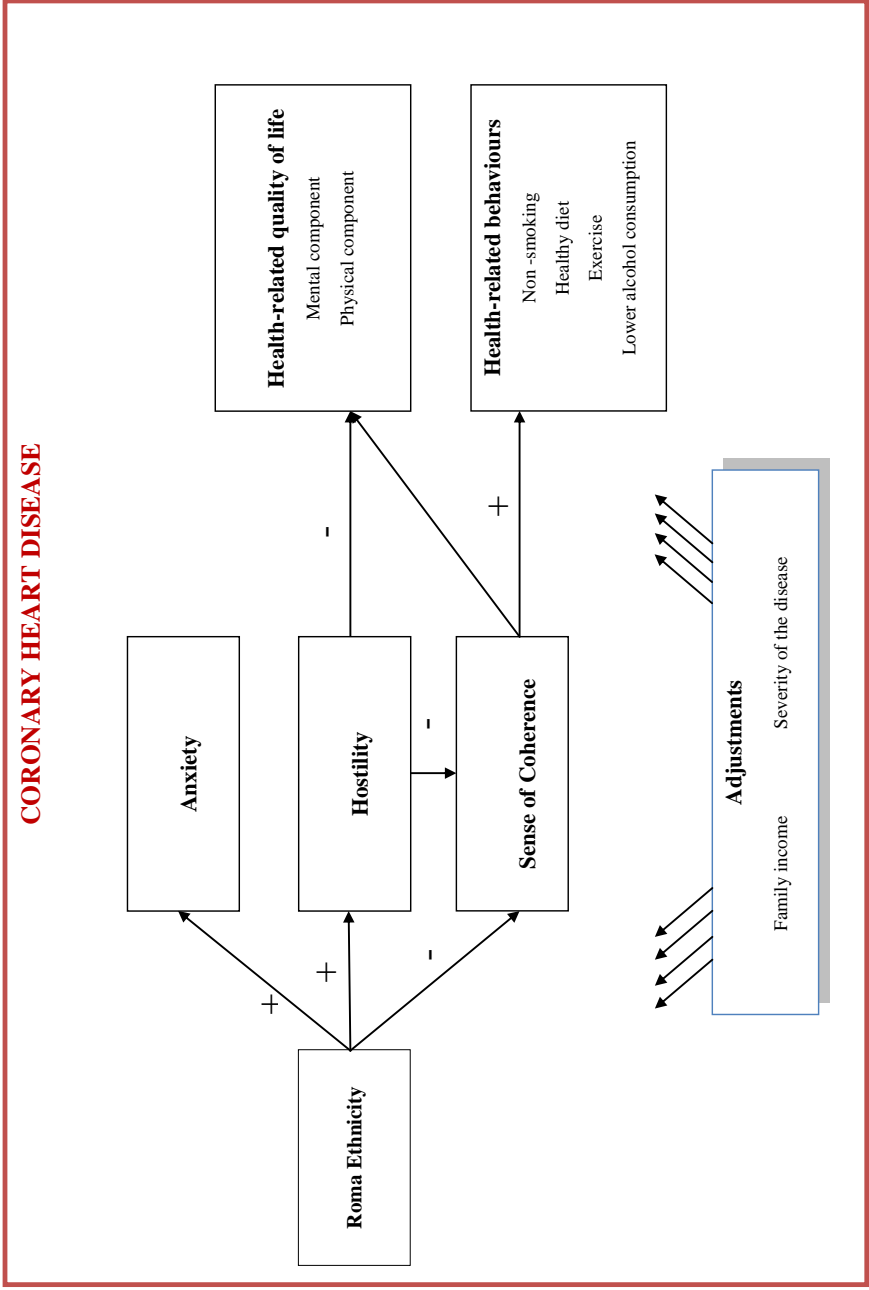 CORONARY HEART DISEASE
Roma Ethnicity
+
+
-
Anxiety
Hostility
-
Sense of Coherence
-
+
Health-related quality of life
Mental component
Physical component
Health-related behaviours
Non -smoking
Healthy diet
Exercise
Lower alcohol consumption
Adjustments
Family income Severity of the disease